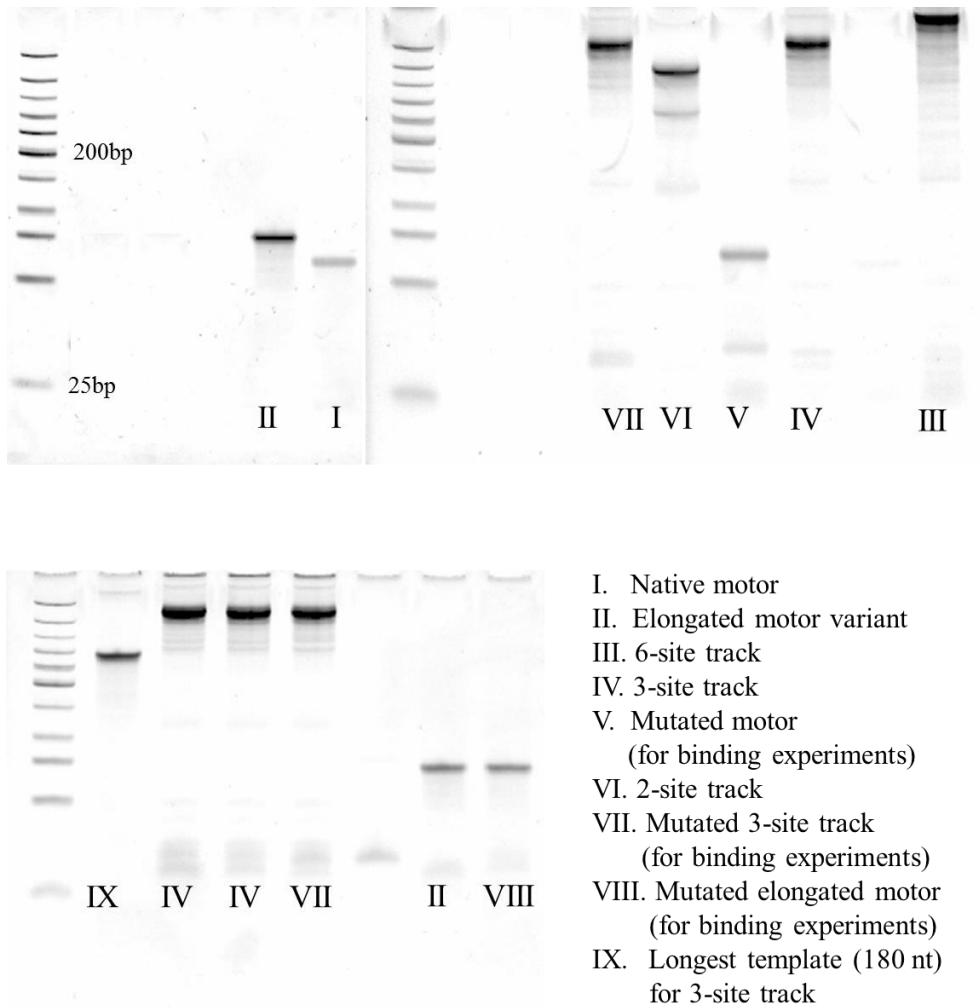 200bp
25bp
II I
VII VI V IV III
IX IV IV VII II VIII
I. Native motor
II. Elongated motor variant
III. 6-site track
IV. 3-site track
V. Mutated motor
(for binding experiments)
VI. 2-site track
VII. Mutated 3-site track
(for binding experiments)
VIII. Mutated elongated motor
(for binding experiments)
IX. Longest template (180 nt)
for 3-site track